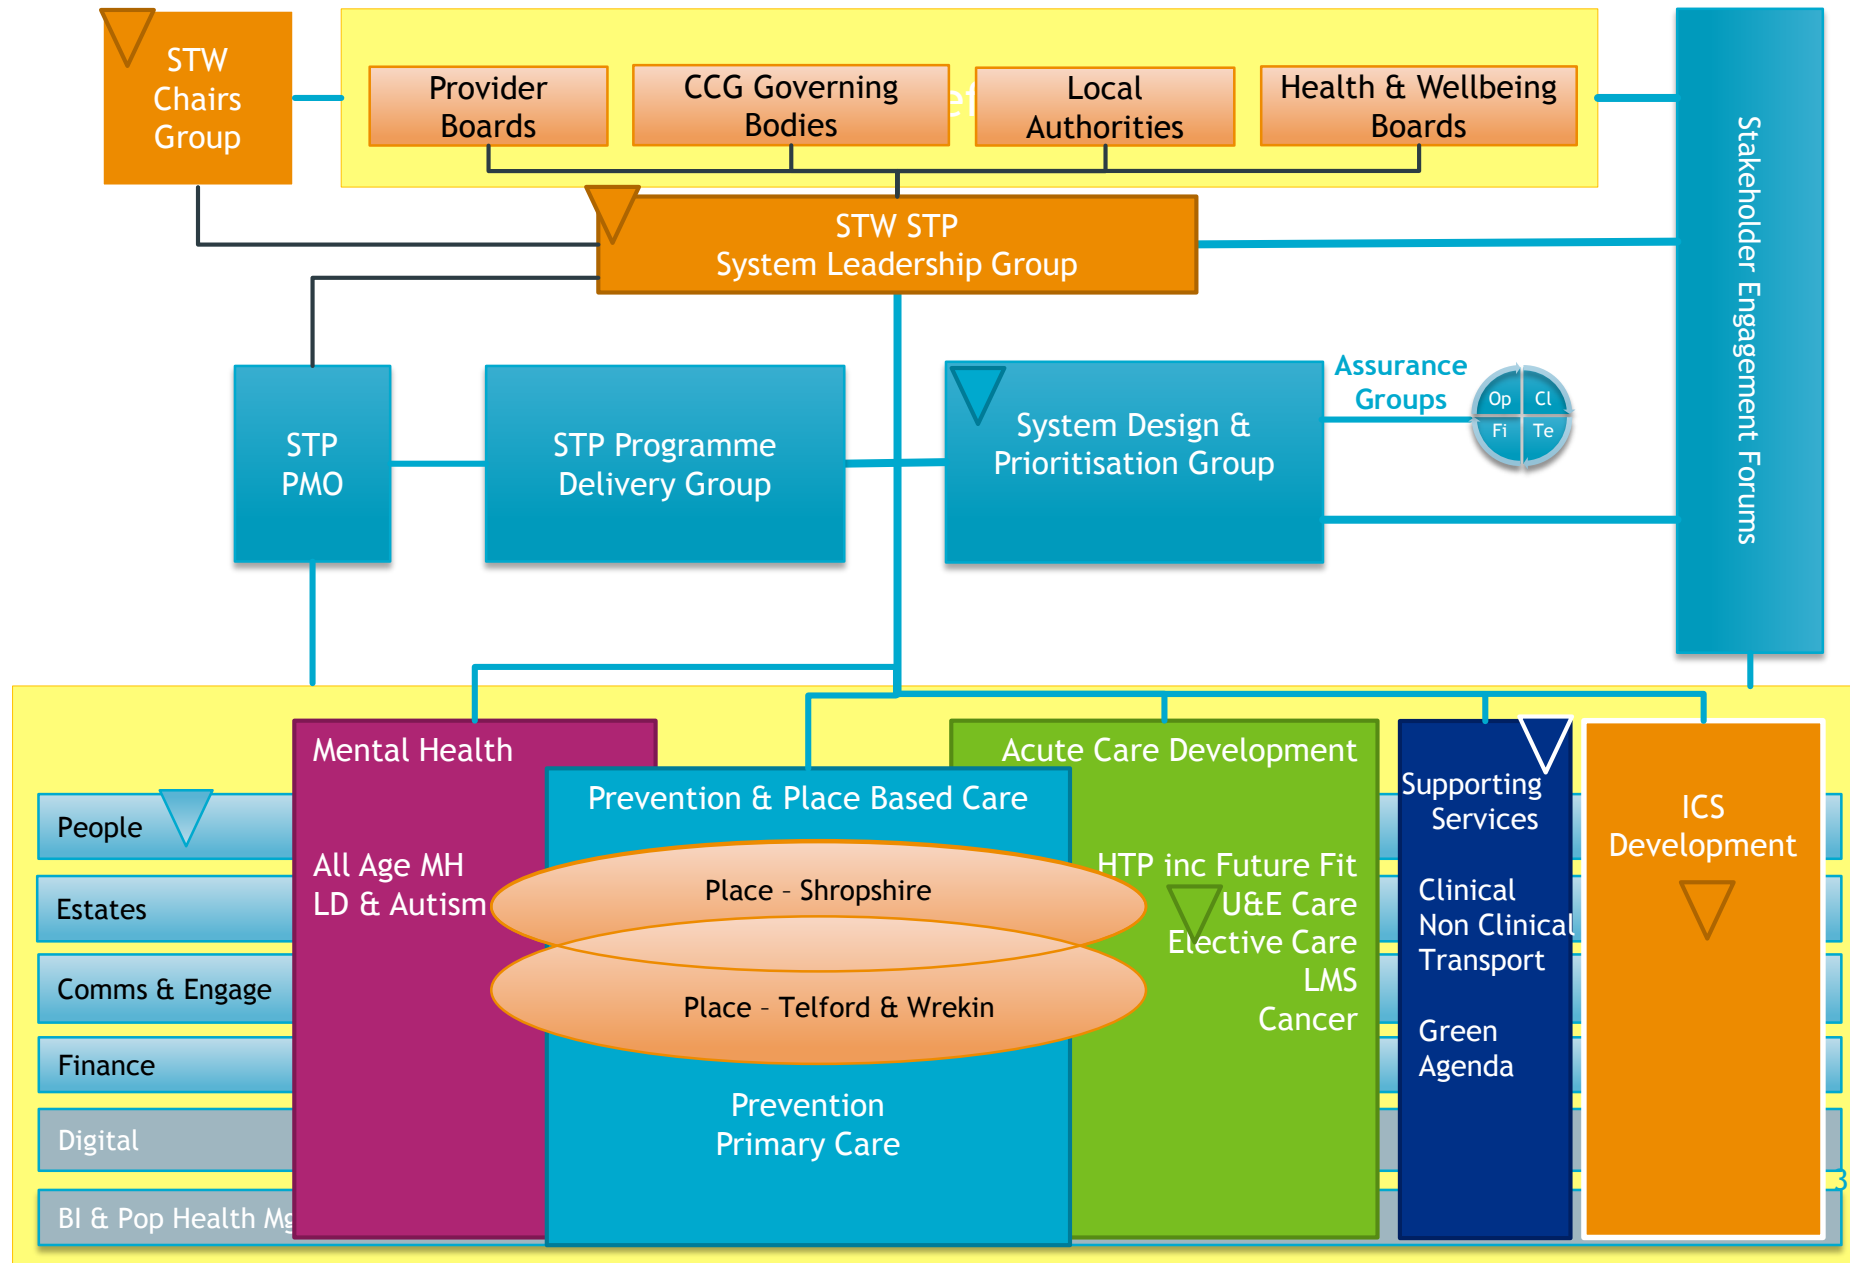 STW
Chairs
Group
Provider
Boards
CCG Governing
Bodies
Local
Authorities
Health & Wellbeing
Boards
STW STP
System Leadership Group
Stakeholder Engagement Forums
STP
PMO
STP Programme
Delivery Group
System Design &
Prioritisation Group
Assurance
Groups
Op
Cl
Fi
Te
Mental Health
All Age MH
LD & Autism
Prevention & Place Based Care
Place - Shropshire
Place – Telford & Wrekin
Prevention
Primary Care
Acute Care Development
HTP inc Future Fit
U&E Care
Elective Care
LMS
Cancer
Supporting
Services
Clinical
Non Clinical
Transport
Green
Agenda
ICS
Development
People
Estates
Comms & Engage
Finance
Digital
BI & Pop Health
3